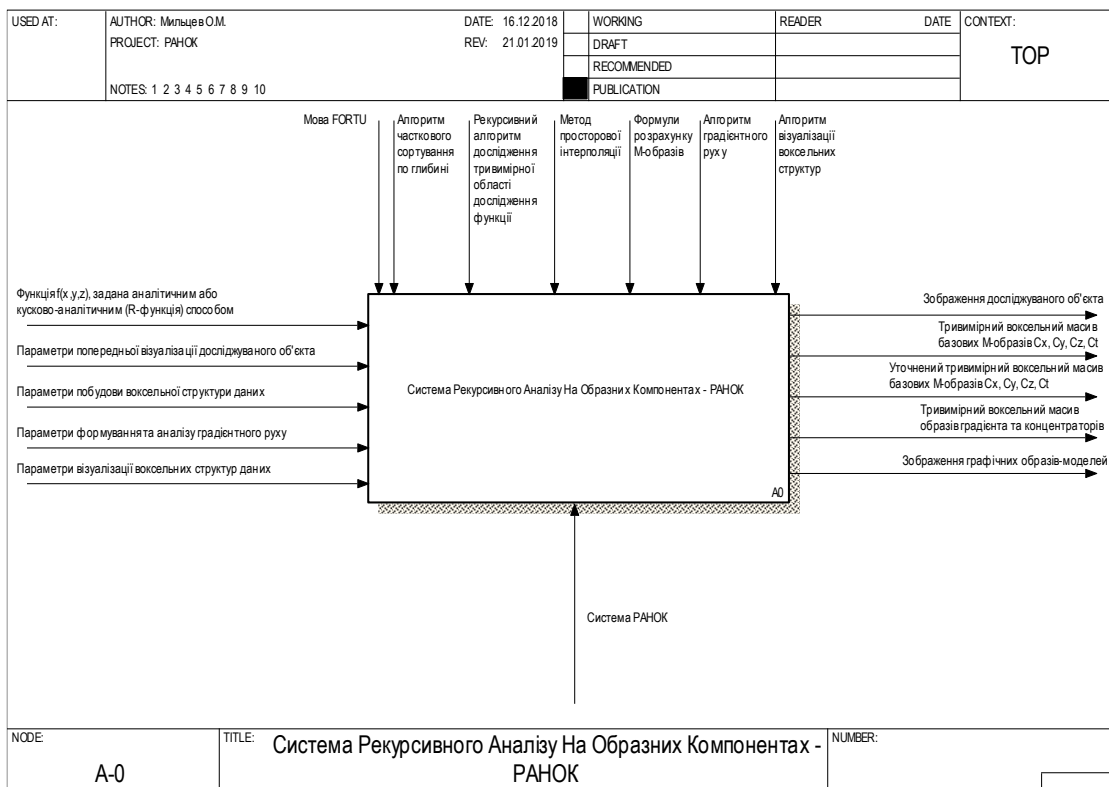 USED AT:
AUTHOR: Мильцев О.М.
DATE: 16.12.2018
WORKING
READER
DATE
CONTEXT:
PROJECT: РАНОК
REV: 21.01.2019
DRAFT
TOP
RECOMMENDED
NOTES: 1 2 3 4 5 6 7 8 9 10
PUBLICATION
Мова FORTU
Алгоритм
часткового
сортування
по глибині
Рекурсивний
алгоритм
дослідження
тривимірної
області
дослідження
функції
Метод
просторової
інтерполяції
Формули
розрахунку
М-образів
Алгоритм
градієнтного
руху
Алгоритм
візуалізації
воксельних
структур
Функція f(x,y,z), задана аналітичним або
кусково-аналітичним (R-функція) способом
Параметри попередньої візуалізації досліджуваного об'єкта
Параметри побудови воксельної структури даних
Параметри формування та аналізу градієнтного руху
Параметри візуалізації воксельних структур даних
Система Рекурсивного Аналізу На Образних Компонентах - РАНОК
A0
Зображення досліджуваного об'єкта
Тривимірний воксельний масив
базових М-образів Cx, Cy, Cz, Ct
Уточнений тривимірний воксельний масив
базових М-образів Cx, Cy, Cz, Ct
Тривимірний воксельний масив
образів градієнта та концентраторів
Зображення графічних образів-моделей
Система РАНОК
NODE:
A-0
TITLE:
Система Рекурсивного Аналізу На Образних Компонентах -
РАНОК
NUMBER: